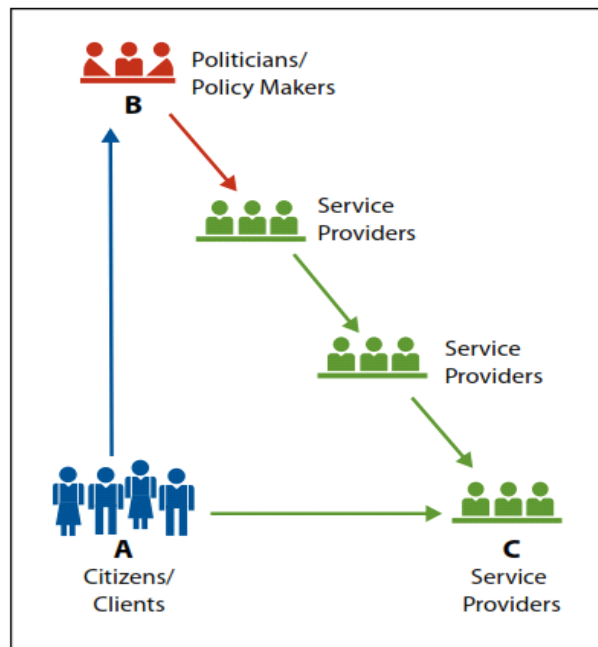 Politicians/
Policy Makers
B
Service
Providers
Service
Providers
A
Citizens/
Clients
C
Service
Providers